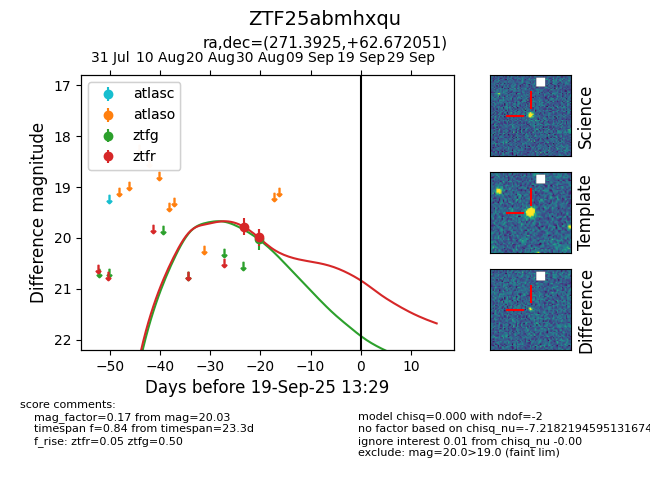 ZTF25abmhxqu
ra,dec=(271.3925,+62.672051)
31 Jul 10 Aug 20 Aug 30 Aug 09 Sep 19 Sep 29 Sep
17
18
19
20
21
22
Difference magnitude
atlasc
atlaso
ztfg
ztfr
−50 −40 −30 −20 −10 0 10
Days before 19-Sep-25 13:29
Science
Template
Difference
score comments:
mag_factor=0.17 from mag=20.03
timespan f=0.84 from timespan=23.3d
f_rise: ztfr=0.05 ztfg=0.50
model chisq=0.000 with ndof=-2
no factor based on chisq_nu=-7.2182194595131674
ignore interest 0.01 from chisq_nu -0.00
exclude: mag=20.0>19.0 (faint lim)